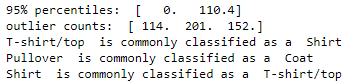 95% percentiles:  [   0.   110.4]
outlier counts:  [ 114.  201.  152.]
T-shirt/top  is commonly classified as a  Shirt
Pullover  is commonly classified as a  Coat
Shirt  is commonly classified as a  T-shirt/top